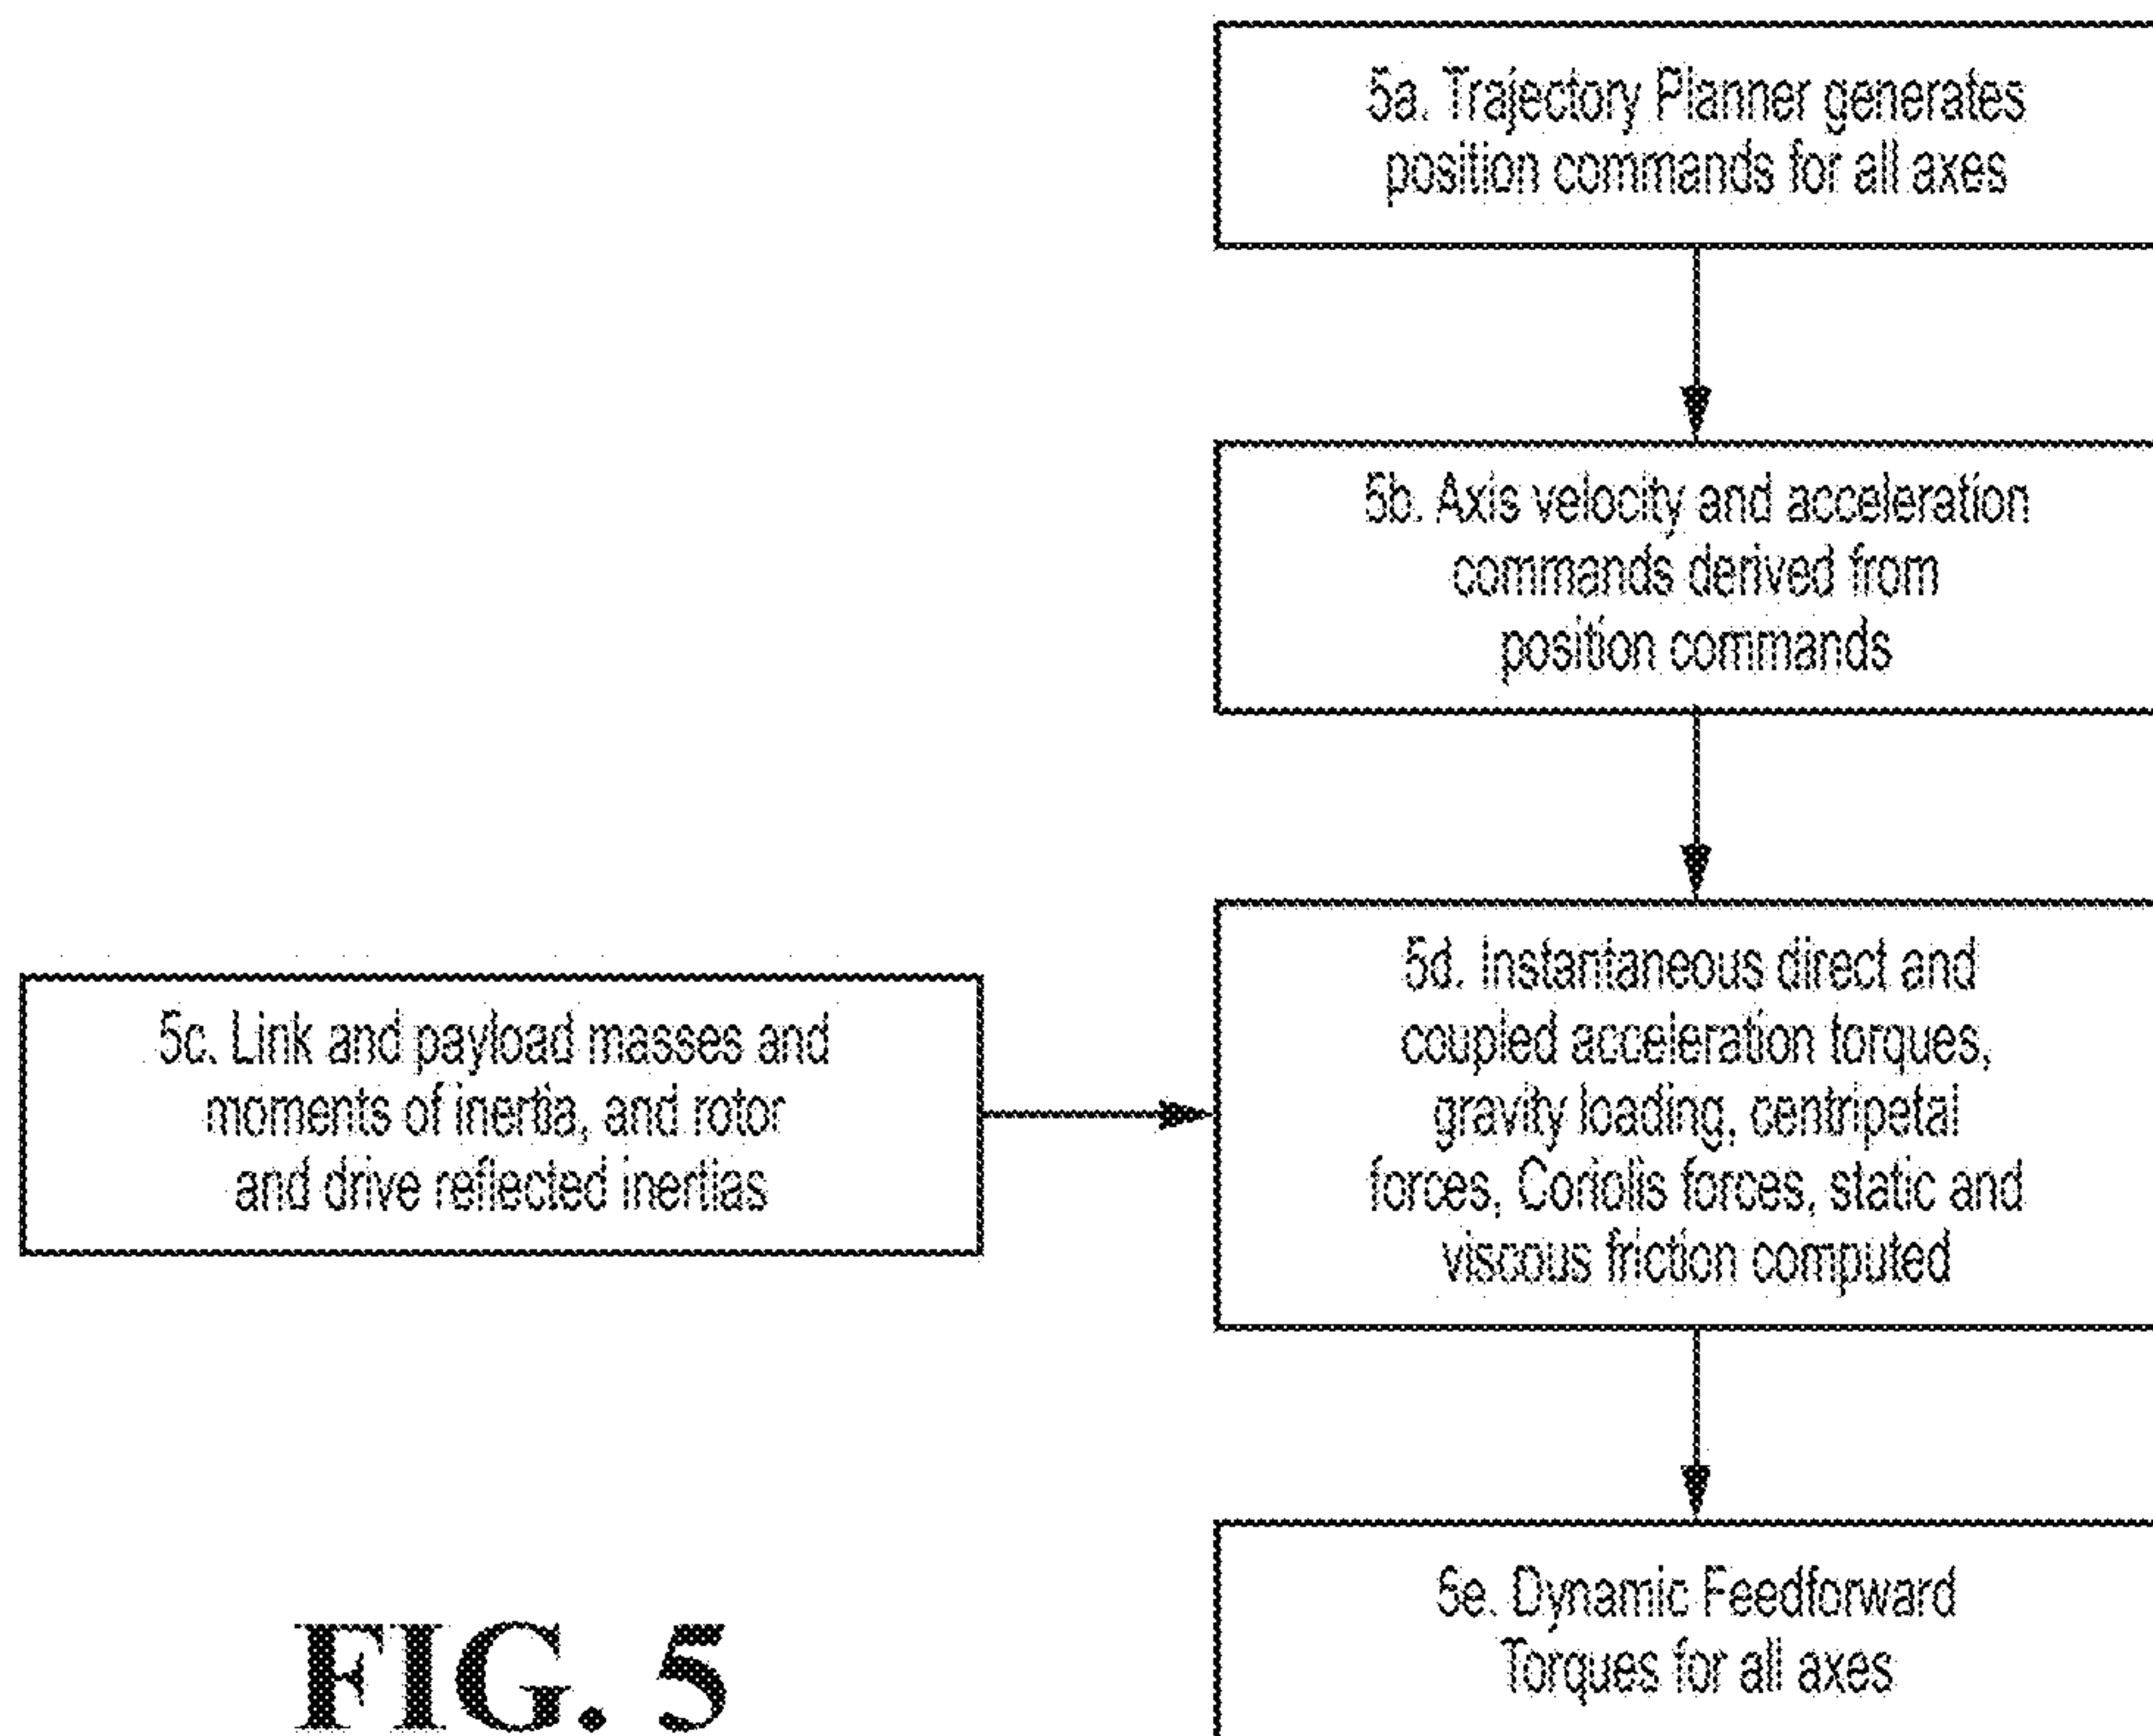 5a. Trajectory Planner generates
position commands for all axes
5b. Axis velocity and acceleration
commands derived from
position commands
5c. Link and payload masses and
moments of inertia, and rotor
and drive reflected inertias
5d. Instantaneous direct and
coupled acceleration torques,
gravity loading, centripetal
forces, Coriolis forces, static and
viscous friction computed
5e. Dynamic Feedforward
Torques for all axes
FIG. 5